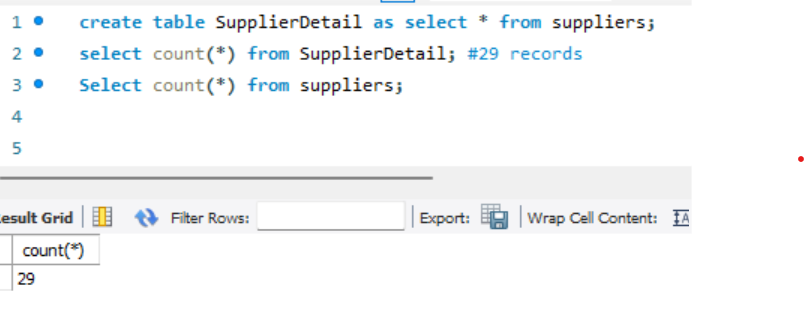 1 create table SupplierDetail as select * from suppliers;
2 select count(*) from SupplierDetail; #29 records
3 Select count(*) from suppliers;
4
5
esult Grid Filter Rows: Export: Wrap Cell Content: IA
count(*)
29